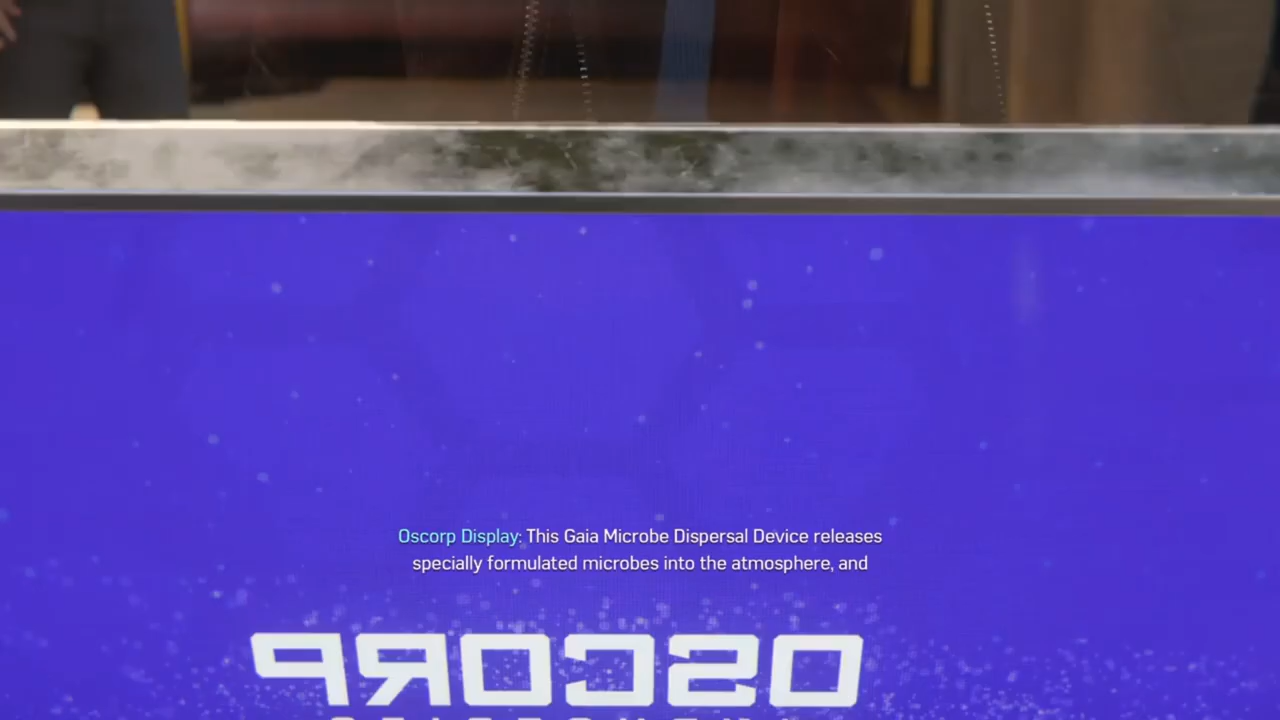 Oscorp Display: This Gaia Microbe Dispersal Device releases
specially formulated microbes into the atmosphere, and
OSCORP